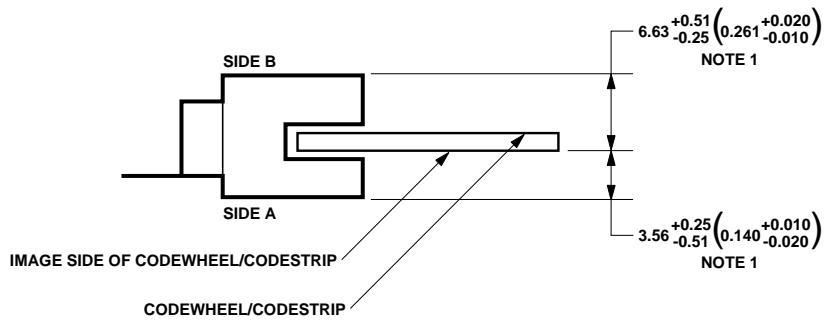 6.63 +0.51 -0.25 (0.261 +0.020 -0.010)
NOTE 1
SIDE B
SIDE A
3.56 +0.25 -0.51 (0.140 +0.010 -0.020)
NOTE 1
IMAGE SIDE OF CODEWHEEL/CODESTRIP
CODEWHEEL/CODESTRIP